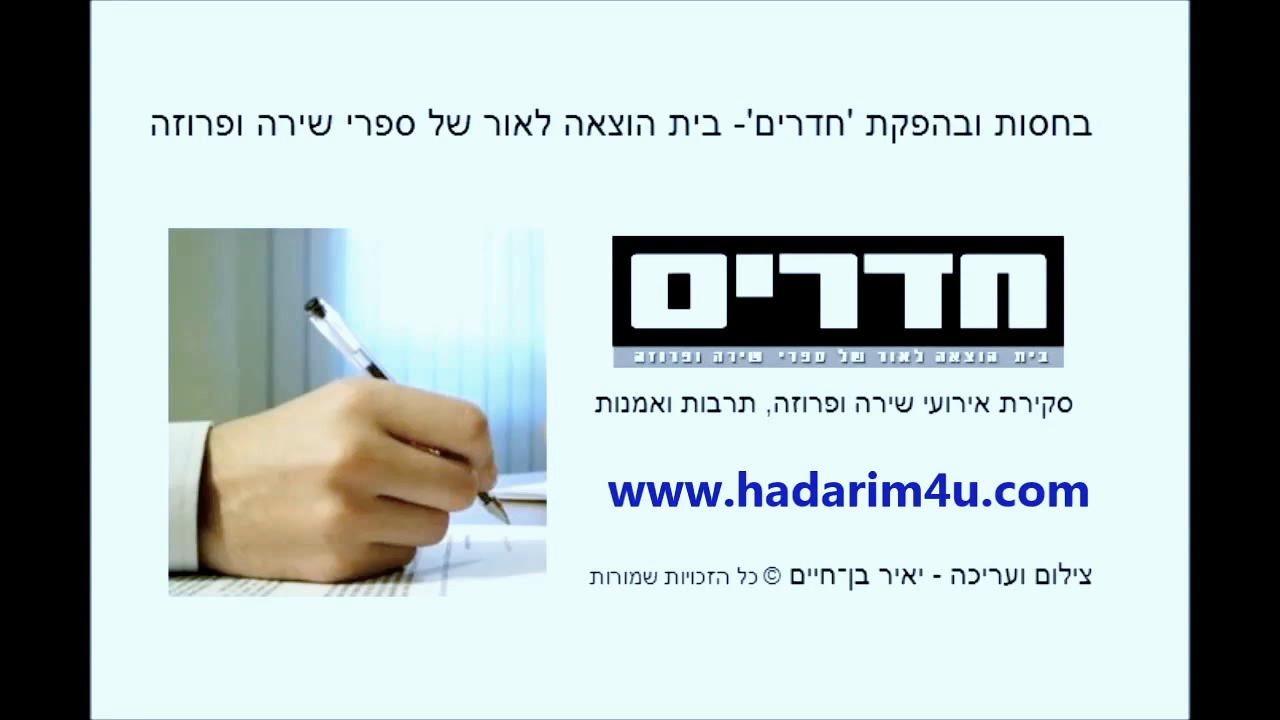 בחסות ובהפקת 'חדרים'- בית הוצאה לאור של ספרי שירה ופרוזה
חדרים
בית הוצאה לאור של ספרי שירה ופרוזה
סקירת אירועי שירה ופרוזה, תרבות ואמנות
www.hadarim4u.com
צילום ועריכה - יאיר בן־חיים © כל הזכויות שמורות